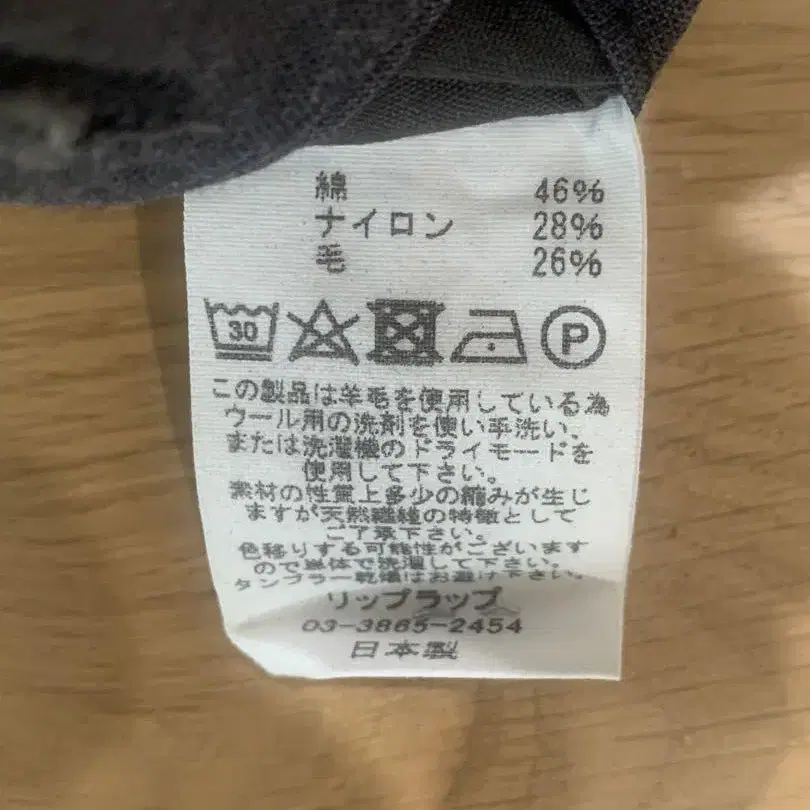 綿 46%
ナイロン 28%
毛 26%
30 P
この製品は羊毛を使用している為
ウール用の洗剤を使い手洗い、
または洗濯機のドライモードを
使用して下さい。
素材の性質上多少の縮みが生じ
ますが天然繊維の特徴として
ご了承下さい。
色移りする可能性がございます
ので単体で洗濯して下さい。
タンブラー乾燥はお避け下さい。
リップラップ
03-3865-2454
日本製